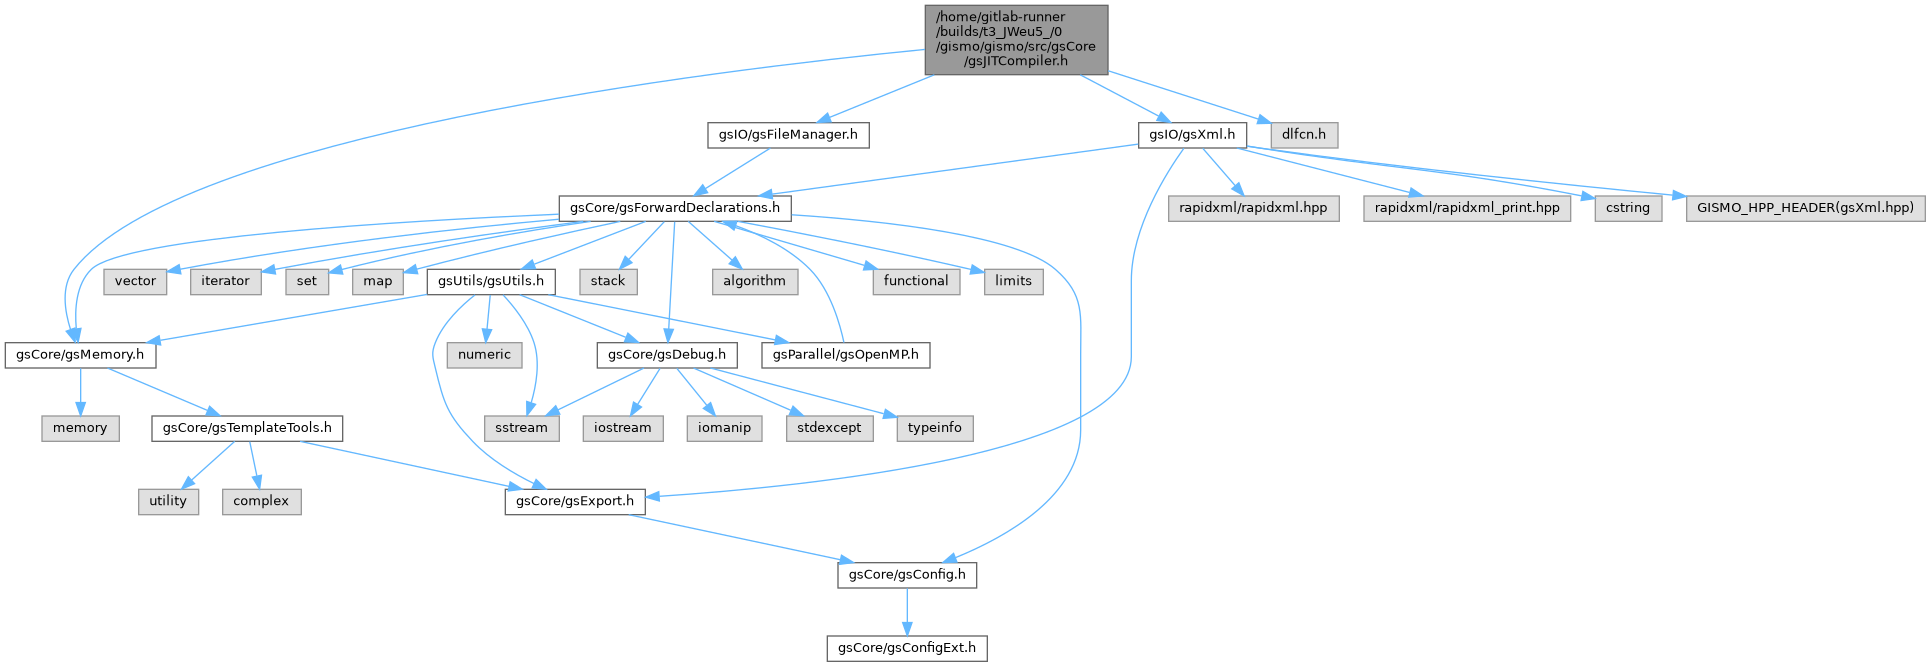 /home/gitlab-runner
/builds/t3_JWeu5_/0
/gismo/gismo/src/gsCore
/gsJITCompiler.h
gsIO/gsFileManager.h
gsIO/gsXml.h
dlfcn.h
gsCore/gsForwardDeclarations.h
rapidxml/rapidxml.hpp
rapidxml/rapidxml_print.hpp
cstring
GISMO_HPP_HEADER(gsXml.hpp)
vector
iterator
set
map
gsUtils/gsUtils.h
stack
algorithm
functional
limits
gsCore/gsMemory.h
numeric
gsCore/gsDebug.h
gsParallel/gsOpenMP.h
memory
gsCore/gsTemplateTools.h
sstream
iostream
iomanip
stdexcept
typeinfo
utility
complex
gsCore/gsExport.h
gsCore/gsConfig.h
gsCore/gsConfigExt.h